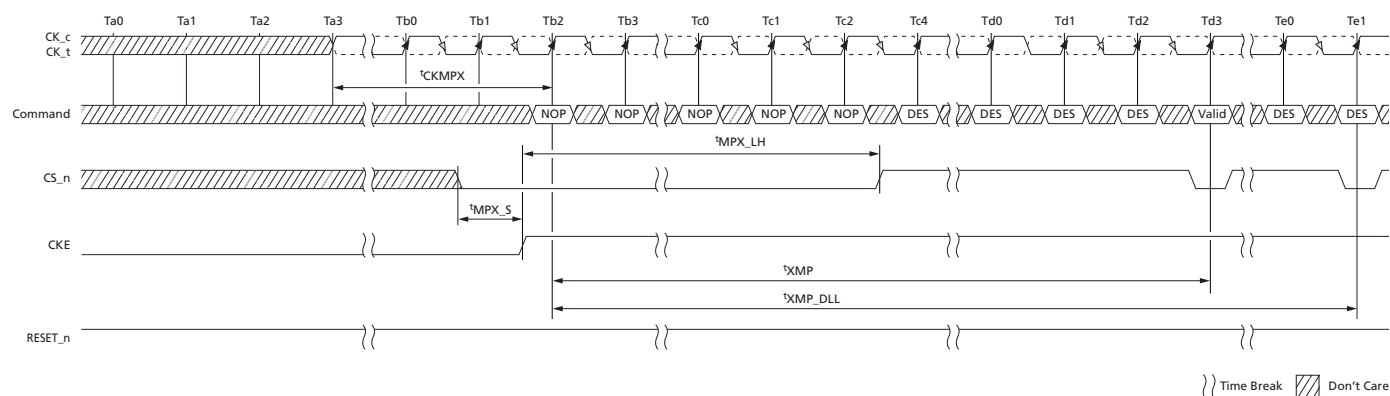 Ta0 Ta1 Ta2 Ta3 Tb0 Tb1 Tb2 Tb3 Tc0 Tc1 Tc2 Tc4 Td0 Td1 Td2 Td3 Te0 Te1
CK_c
CK_t
tCKMPX
Command NOP NOP NOP NOP NOP DES DES DES DES Valid DES DES
tMPX_LH
CS_n
tMPX_S
CKE
tXMP
tXMP_DLL
RESET_n
Time Break Don't Care